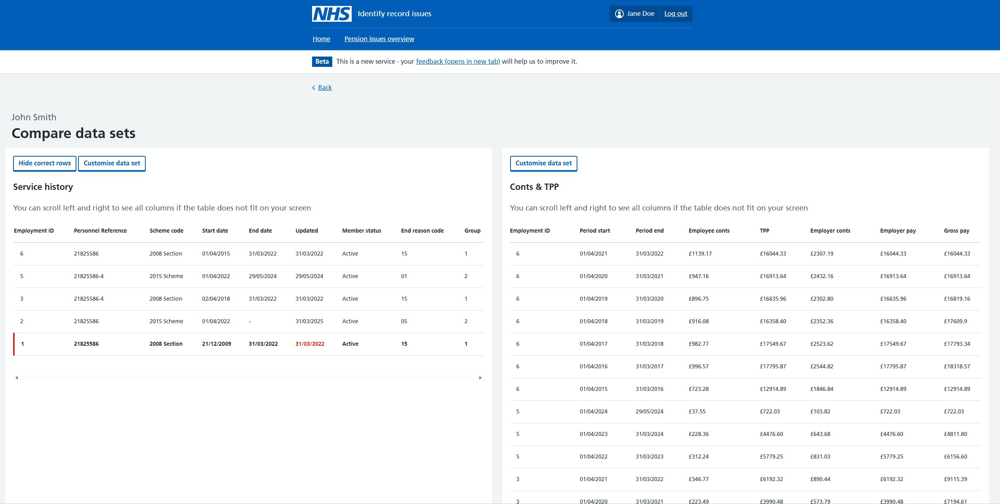 NHS Identify record issues
Jane Doe Log out
Home Pension issues overview
Beta This is a new service - your feedback (opens in new tab) will help us to improve it.
Back
John Smith
Compare data sets
Hide correct rows Customise data set
Service history
You can scroll left and right to see all columns if the table does not fit on your screen
Employment ID Personnel Reference Scheme code Start date End date Updated Member status End reason code Group
6 21825586 2008 Section 01/04/2015 31/03/2022 31/03/2022 Active 15 1
5 21825586-4 2015 Scheme 01/04/2022 29/05/2024 29/05/2024 Active 01 2
3 21825586-4 2008 Section 02/04/2018 31/03/2022 31/03/2022 Active 15 1
2 21825586 2015 Scheme 01/04/2022 - 31/03/2025 Active 05 2
1 21825586 2008 Section 21/12/2009 31/03/2022 31/03/2022 Active 15 1
Customise data set
Conts & TPP
You can scroll left and right to see all columns if the table does not fit on your screen
Employment ID Period start Period end Employee conts TPP Employer conts Employer pay Gross pay
6 01/04/2021 31/03/2022 £1139.17 £16044.33 £2307.19 £16044.33 £16044.33
6 01/04/2020 31/03/2021 £947.16 £16913.64 £2432.16 £16913.64 £16913.64
6 01/04/2019 31/03/2020 £896.75 £16635.96 £2302.80 £16635.96 £16819.16
6 01/04/2018 31/03/2019 £916.08 £16358.40 £2352.36 £16358.40 £17609.9
6 01/04/2017 31/03/2018 £982.77 £17549.67 £2523.62 £17549.67 £17793.34
6 01/04/2016 31/03/2017 £996.57 £17795.87 £2544.82 £17795.87 £18318.57
6 01/04/2015 31/03/2016 £723.28 £12914.89 £1846.84 £12914.89 £12914.89
5 01/04/2024 29/05/2024 £37.55 £722.03 £103.82 £722.03 £722.03
5 01/04/2023 31/03/2024 £228.36 £4476.60 £643.68 £4476.60 £4811.80
5 01/04/2022 31/03/2023 £312.24 £5779.25 £831.03 £5779.25 £6156.60
3 01/04/2021 31/03/2022 £346.77 £6192.32 £890.44 £6192.32 £9115.39
3 01/04/2020 31/03/2021 £223.49 £3990.48 £573.79 £3990.48 £7194.61